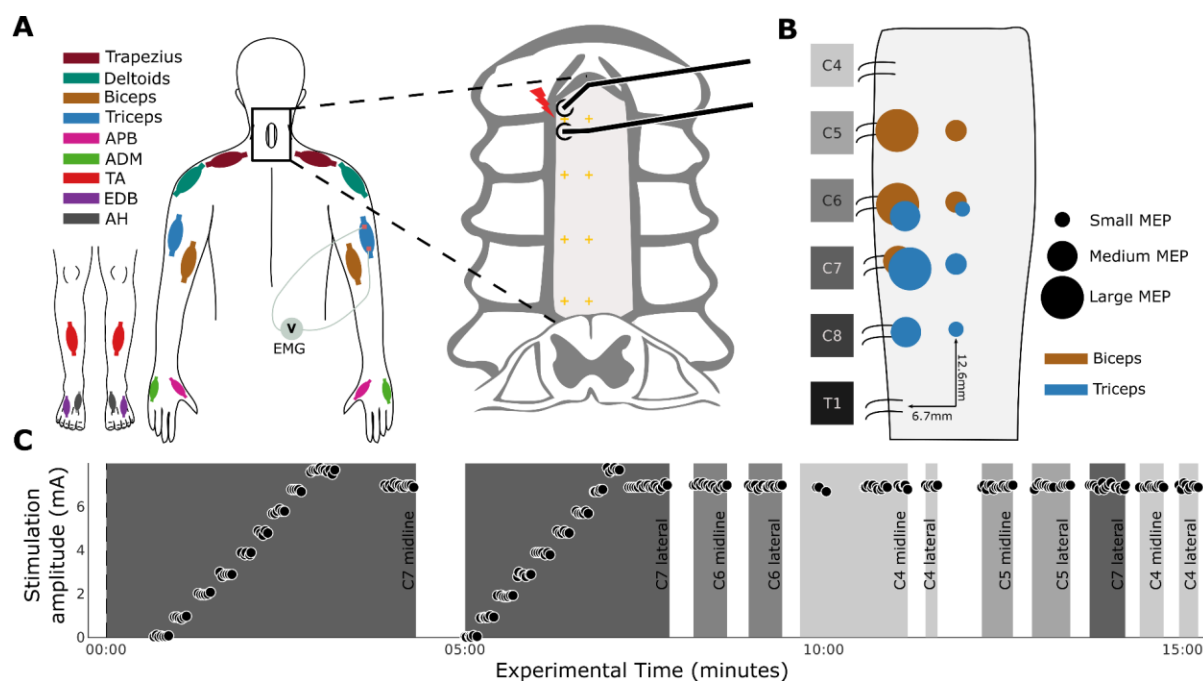 A
Trapezius
Deltoids
Biceps
Triceps
APB
ADM
TA
EDB
AH
V
EMG
B
C4
C5
C6
C7
C8
T1
12.6mm
6.7mm
Small MEP
Medium MEP
Large MEP
Biceps
Triceps
C
Stimulation
amplitude (mA)
6
4
2
0
C7 midline
C7 lateral
C6 midline
C6 lateral
C4 midline
C4 lateral
C5 midline
C5 lateral
C7 lateral
C4 midline
C4 lateral
00:00
05:00
10:00
15:00
Experimental Time (minutes)